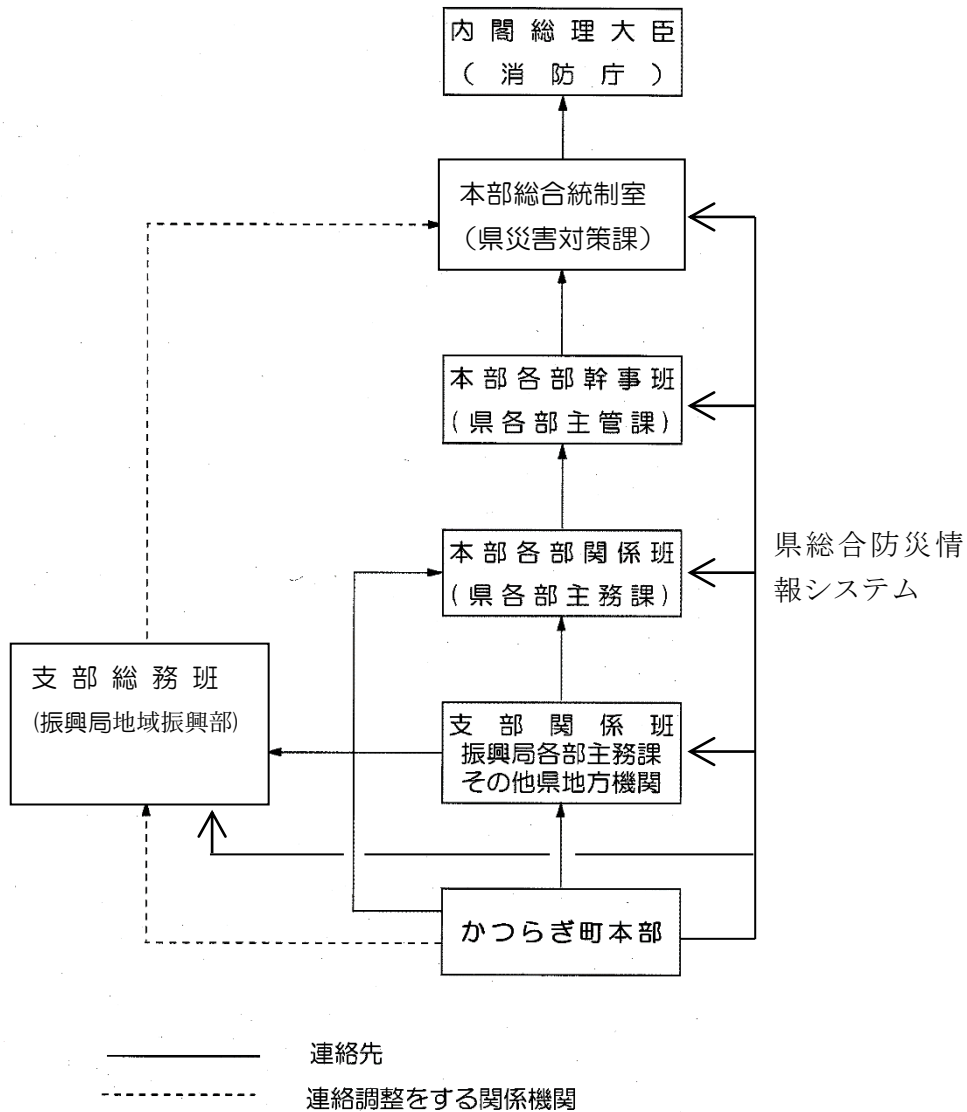 内閣総理大臣
（消防庁）
本部総合統制室
（県災害対策課）
本部各部幹事班
（県各部主管課）
本部各部関係班
（県各部主務課）
県総合防災情
報システム
支部総務班
(振興局地域振興部)
支部関係班
振興局各部主務課
その他県地方機関
かつらぎ町本部
連絡先
連絡調整をする関係機関